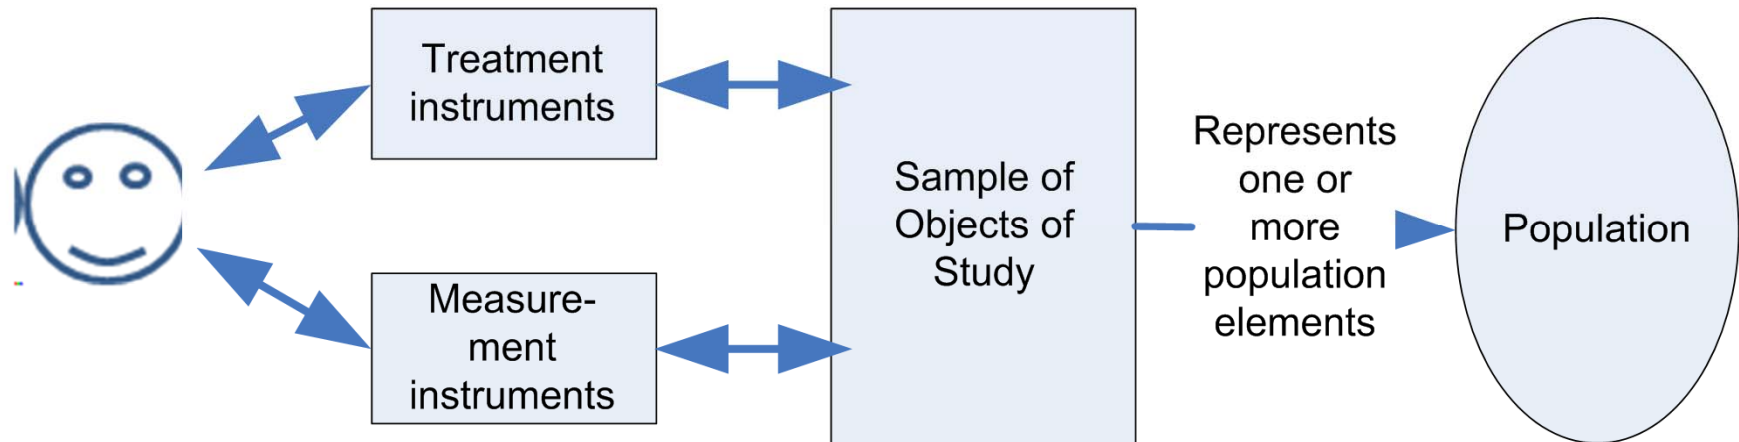 Treatment
instruments
Measure-
ment
instruments
Sample of
Objects of
Study
Represents
one or
more
population
elements
Population